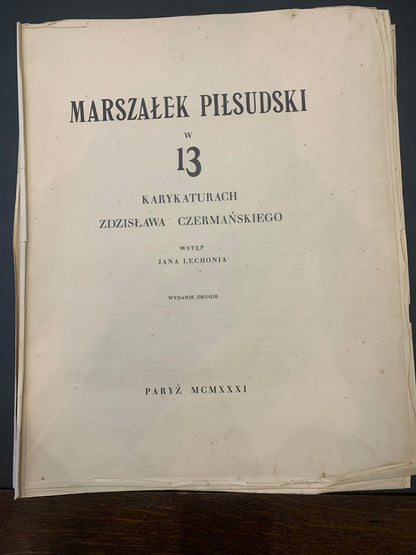 MARSZAŁEK PIŁSUDSKI
W
13
KARYKATURACH
ZDZISŁAWA CZERMAŃSKIEGO
WSTĘP
JANA LECHONIA
WYDANIE DRUGIE
PARYŻ MCMXXXI